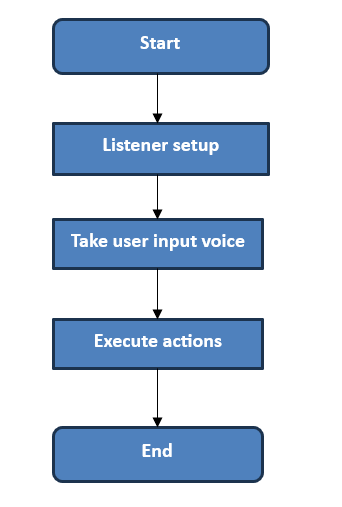 Start
Listener setup
Take user input voice
Execute actions
End